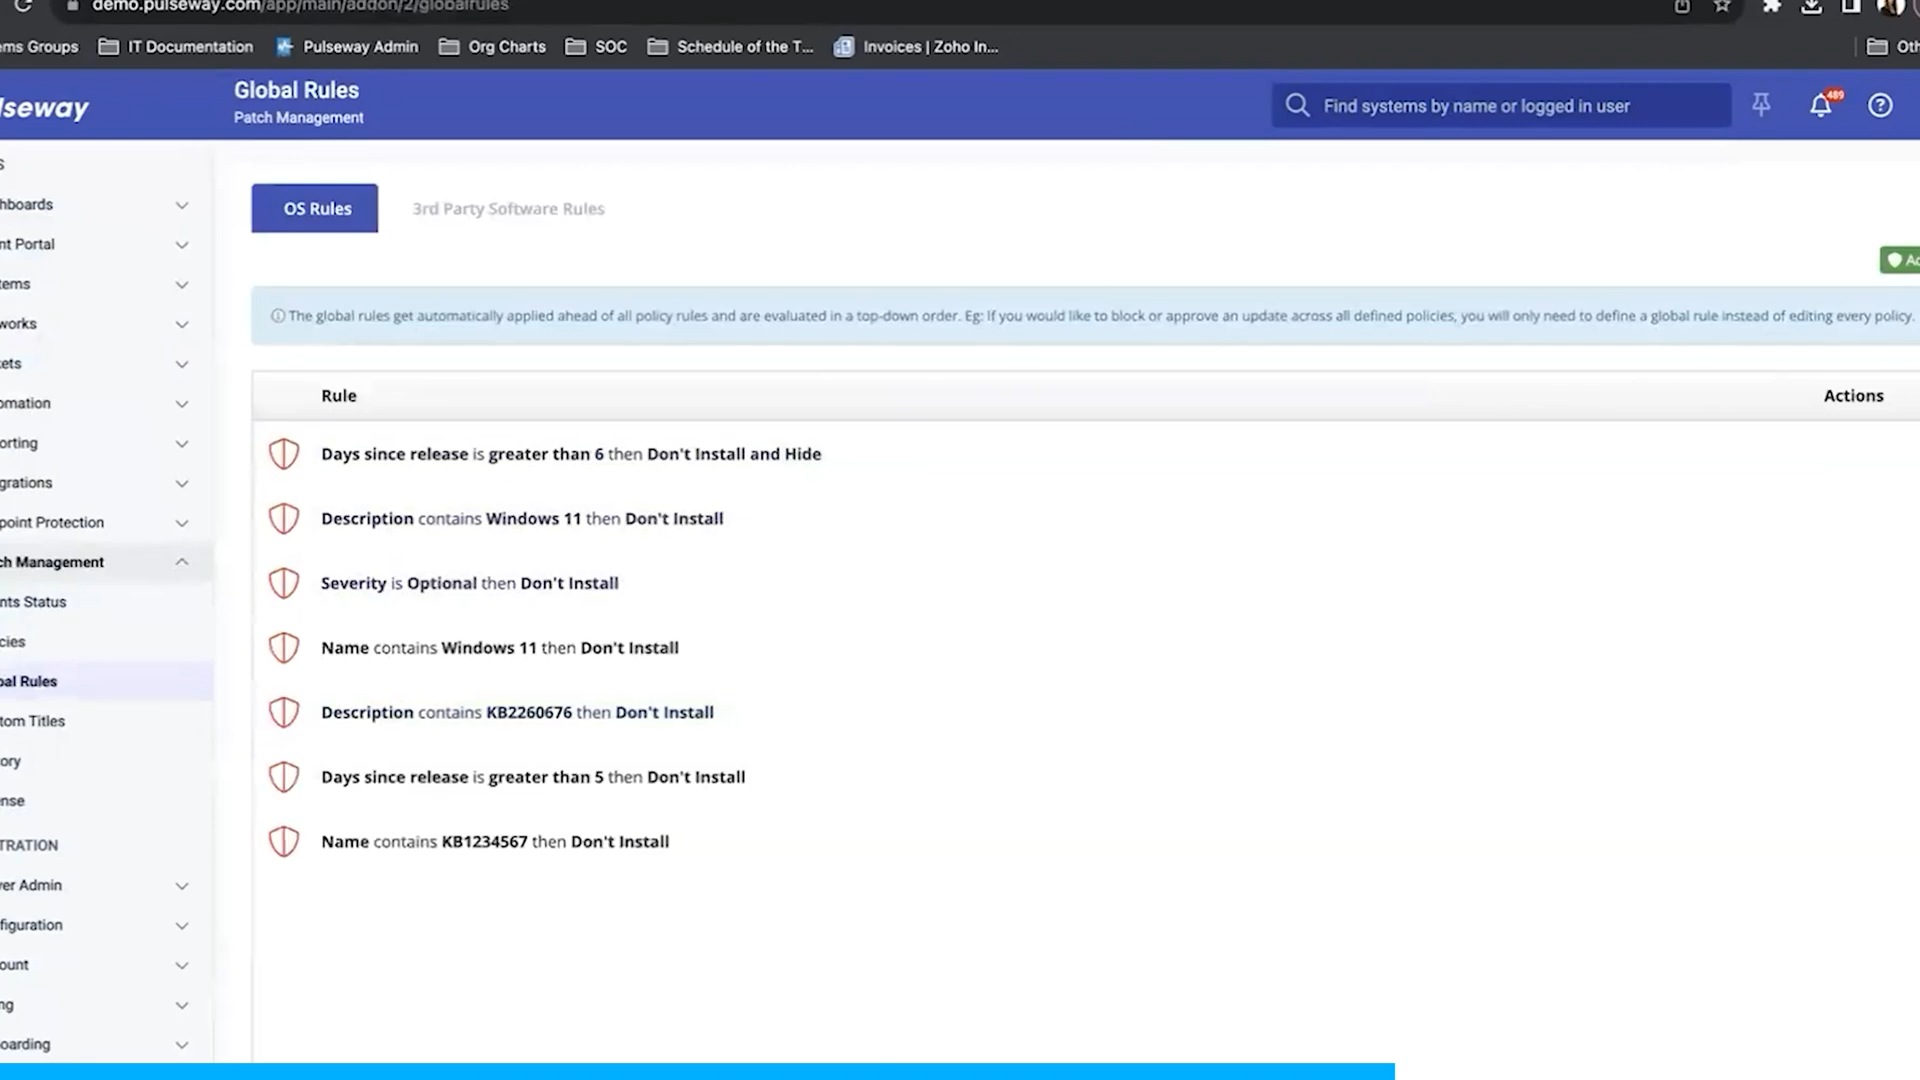 demo.pulseway.com/app/main/addon/2/globalrules
ems Groups
IT Documentation
Pulseway Admin
Org Charts
SOC
Schedule of the T...
Invoices | Zoho In...
Oth
lseway
Global Rules
Patch Management
Find systems by name or logged in user
489
S
hboards
nt Portal
tems
works
ets
omation
orting
grations
point Protection
ch Management
nts Status
cies
bal Rules
tom Titles
ory
nse
TRATION
ver Admin
figuration
ount
ng
oarding
OS Rules
3rd Party Software Rules
Ad
The global rules get automatically applied ahead of all policy rules and are evaluated in a top-down order. Eg: If you would like to block or approve an update across all defined policies, you will only need to define a global rule instead of editing every policy.
Rule
Actions
Days since release is greater than 6 then Don't Install and Hide
Description contains Windows 11 then Don't Install
Severity is Optional then Don't Install
Name contains Windows 11 then Don't Install
Description contains KB2260676 then Don't Install
Days since release is greater than 5 then Don't Install
Name contains KB1234567 then Don't Install